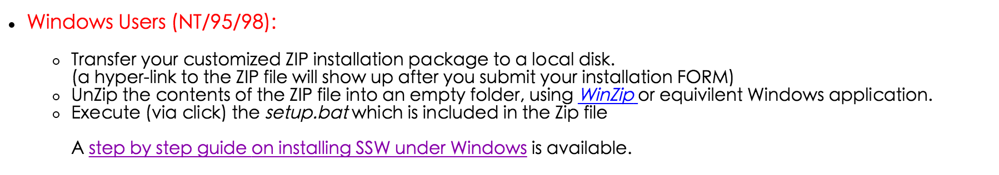 • Windows Users (NT/95/98):
○ Transfer your customized ZIP installation package to a local disk.
(a hyper-link to the ZIP file will show up after you submit your installation FORM)
○ UnZip the contents of the ZIP file into an empty folder, using WinZip or equivilent Windows application.
○ Execute (via click) the setup.bat which is included in the Zip file
A step by step guide on installing SSW under Windows is available.